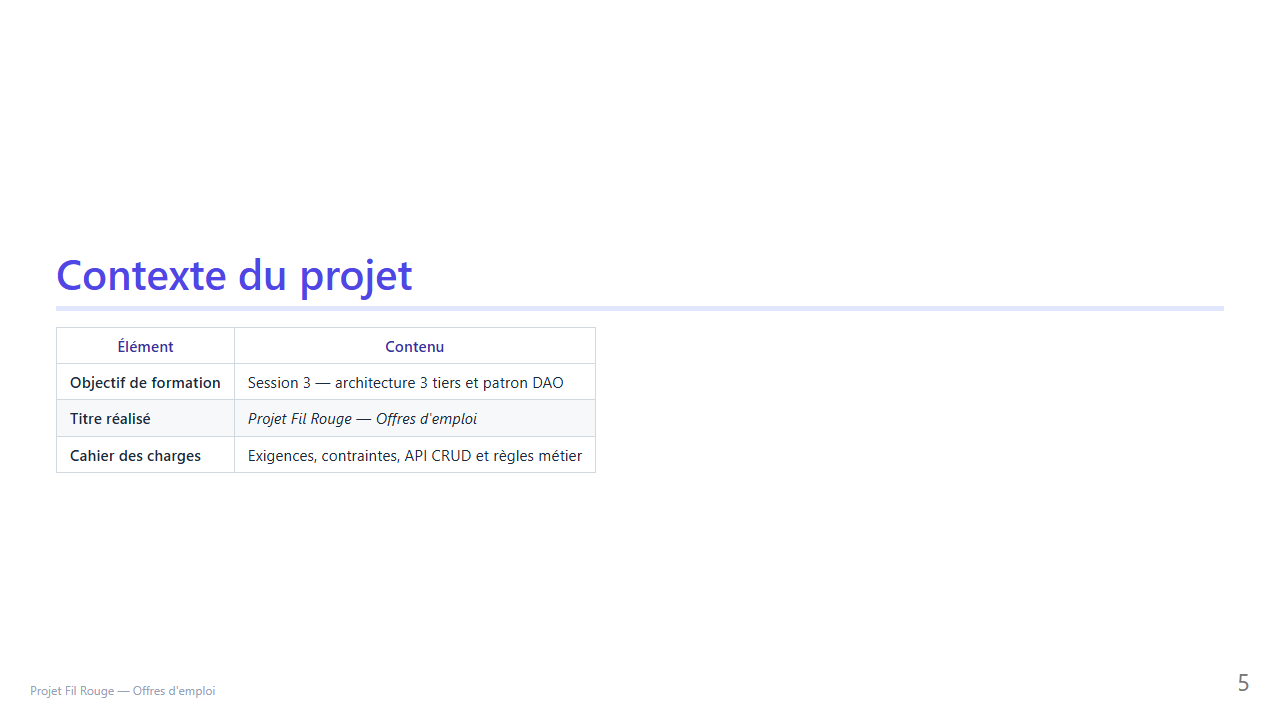 Contexte du projet
Élément Contenu
Objectif de formation Session 3 — architecture 3 tiers et patron DAO
Titre réalisé Projet Fil Rouge — Offres d'emploi
Cahier des charges Exigences, contraintes, API CRUD et règles métier
Projet Fil Rouge — Offres d'emploi
5